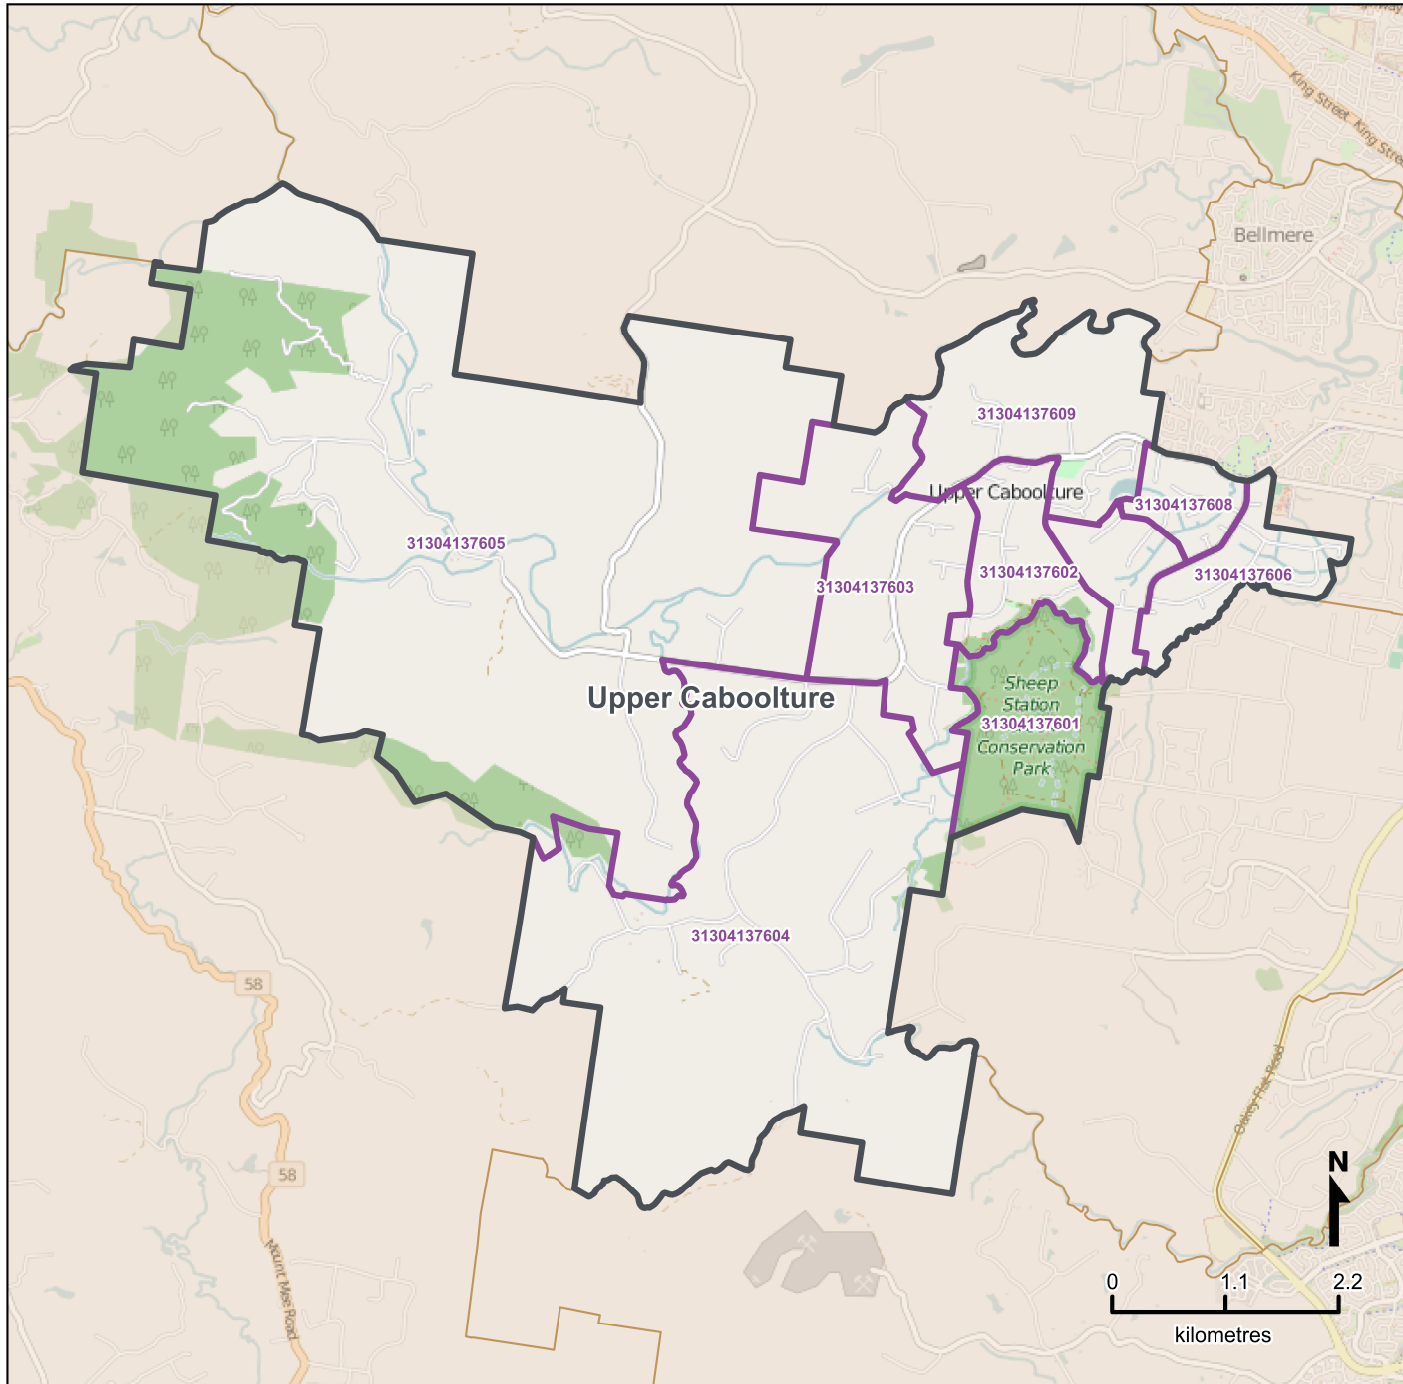 King Street
King Stre
Bellmere
31304137609
Upper Caboolture
31304137608
31304137605
31304137602
31304137606
31304137603
Sheep
Station
31304137601
Conservation
Park
Upper Caboolture
31304137604
58
58
Mount Mee Road
Oakey Flat Road
N
0 1.1 2.2
kilometres